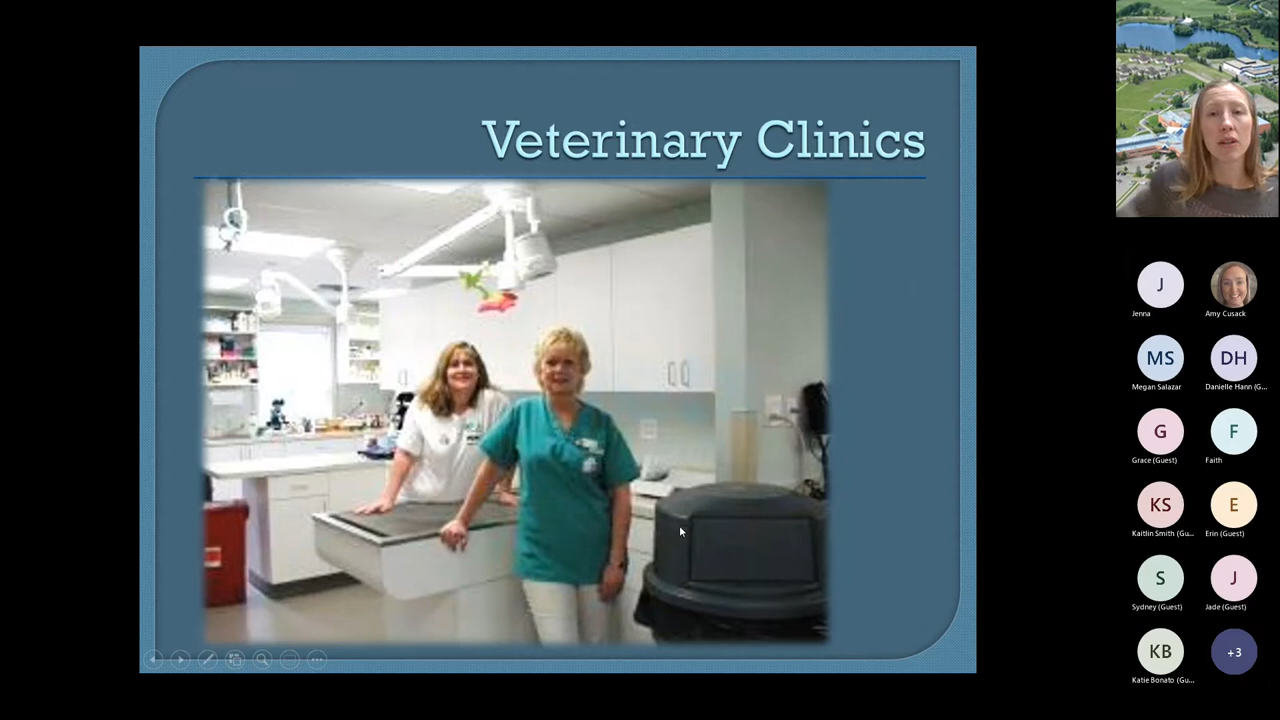 Veterinary Clinics
J
Jenna
Amy Cusack
MS
Megan Salazar
DH
Danielle Hann (G...
G
Grace (Guest)
F
Faith
KS
Kaitlin Smith (Gu...
E
Erin (Guest)
S
Sydney (Guest)
J
Jade (Guest)
KB
Katie Bonato (Gu...
+3